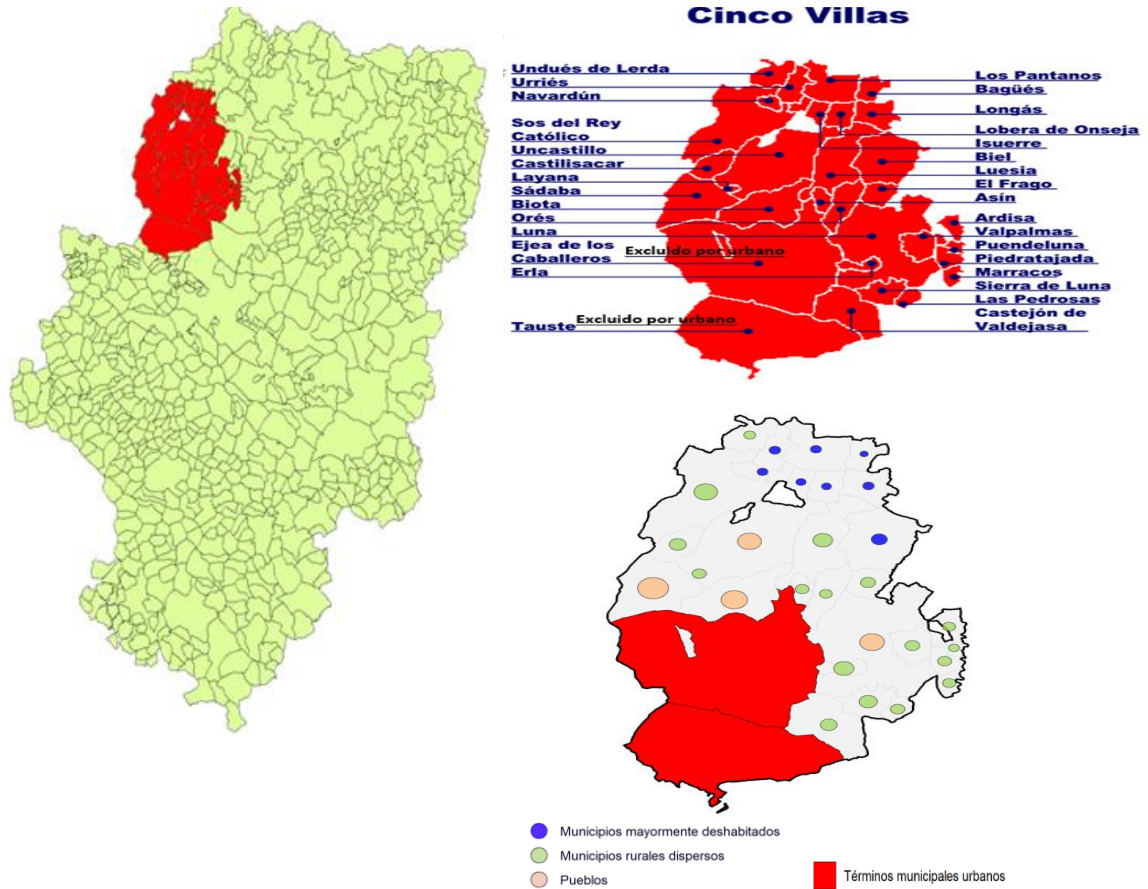 Cinco Villas
Undués de Lerda
Urriés
Navardún
Sos del Rey
Católico
Uncastillo
Castilisacar
Layana
Sádaba
Biota
Orés
Luna
Ejea de los
Caballeros
Excluido por urbano
Erla
Tauste
Excluido por urbano
Los Pantanos
Bagüés
Longás
Lobera de Onseja
Isuerre
Biel
Luesia
El Frago
Asín
Ardisa
Valpalmas
Puendeluna
Piedratajada
Marracos
Sierra de Luna
Las Pedrosas
Castejón de
Valdejasa
Municipios mayormente deshabitados
Municipios rurales dispersos
Pueblos
Términos municipales urbanos